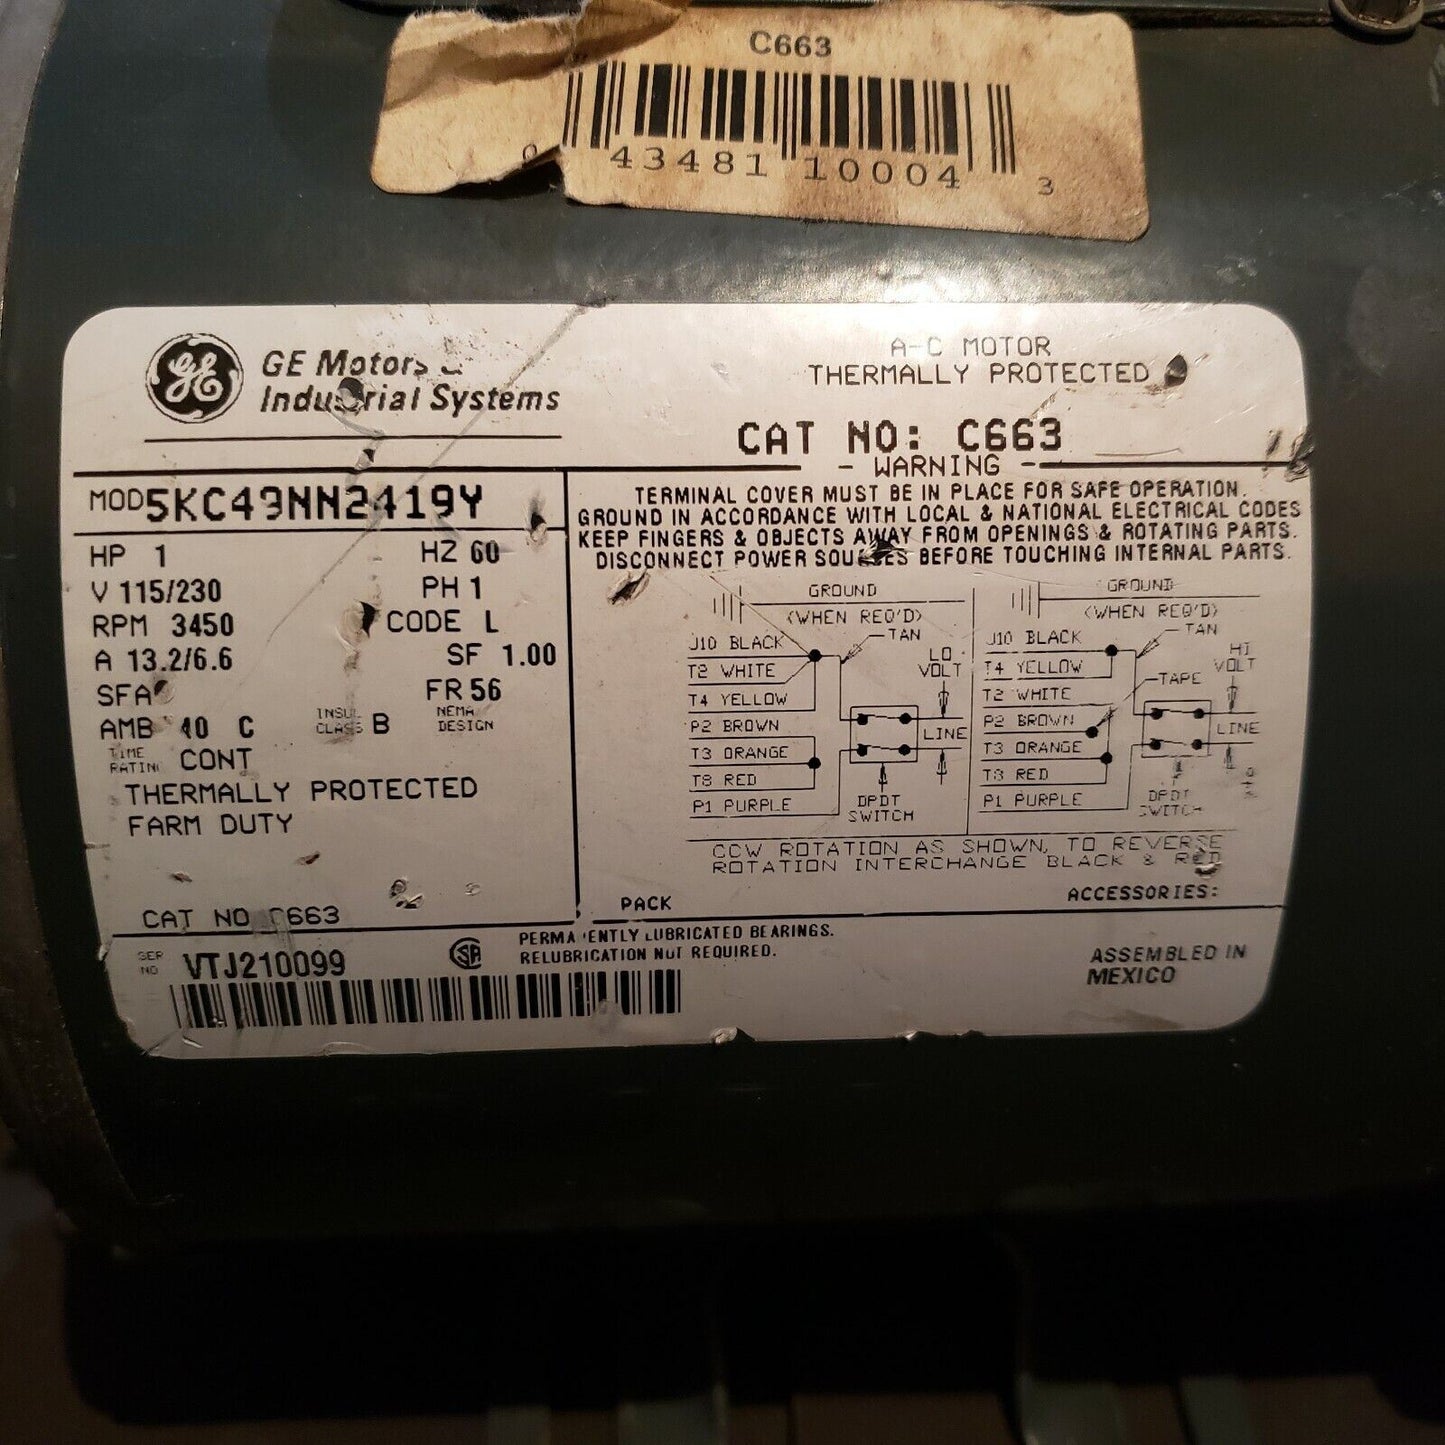 C663
0 43481 10004 3
GE Motors &
Industrial Systems
A-C MOTOR
THERMALLY PROTECTED
CAT NO: C663
MOD 5KC49NN2419Y
HP 1 HZ 60
V 115/230 PH 1
RPM 3450 CODE L
A 13.2/6.6 SF 1.00
SFA FR 56
AMB 40 C INSUL CLASS B NEMA DESIGN
TIME RATING CONT
THERMALLY PROTECTED
FARM DUTY
CAT NO C663
- WARNING -
TERMINAL COVER MUST BE IN PLACE FOR SAFE OPERATION.
GROUND IN ACCORDANCE WITH LOCAL & NATIONAL ELECTRICAL CODES
KEEP FINGERS & OBJECTS AWAY FROM OPENINGS & ROTATING PARTS.
DISCONNECT POWER SOURCES BEFORE TOUCHING INTERNAL PARTS.
GROUND
(WHEN REQ'D)
J10 BLACK
TAN
T2 WHITE
LO VOLT
T4 YELLOW
P2 BROWN
LINE
T3 ORANGE
T8 RED
P1 PURPLE
DPDT
SWITCH
GROUND
(WHEN REQ'D)
J10 BLACK
TAN
T4 YELLOW
HI VOLT
T2 WHITE
TAPE
P2 BROWN
LINE
T3 ORANGE
T8 RED
P1 PURPLE
DPDT
SWITCH
CCW ROTATION AS SHOWN, TO REVERSE
ROTATION INTERCHANGE BLACK & RED
PACK
ACCESSORIES:
SER NO VTJ210099
PERMANENTLY LUBRICATED BEARINGS.
RELUBRICATION NOT REQUIRED.
ASSEMBLED IN
MEXICO